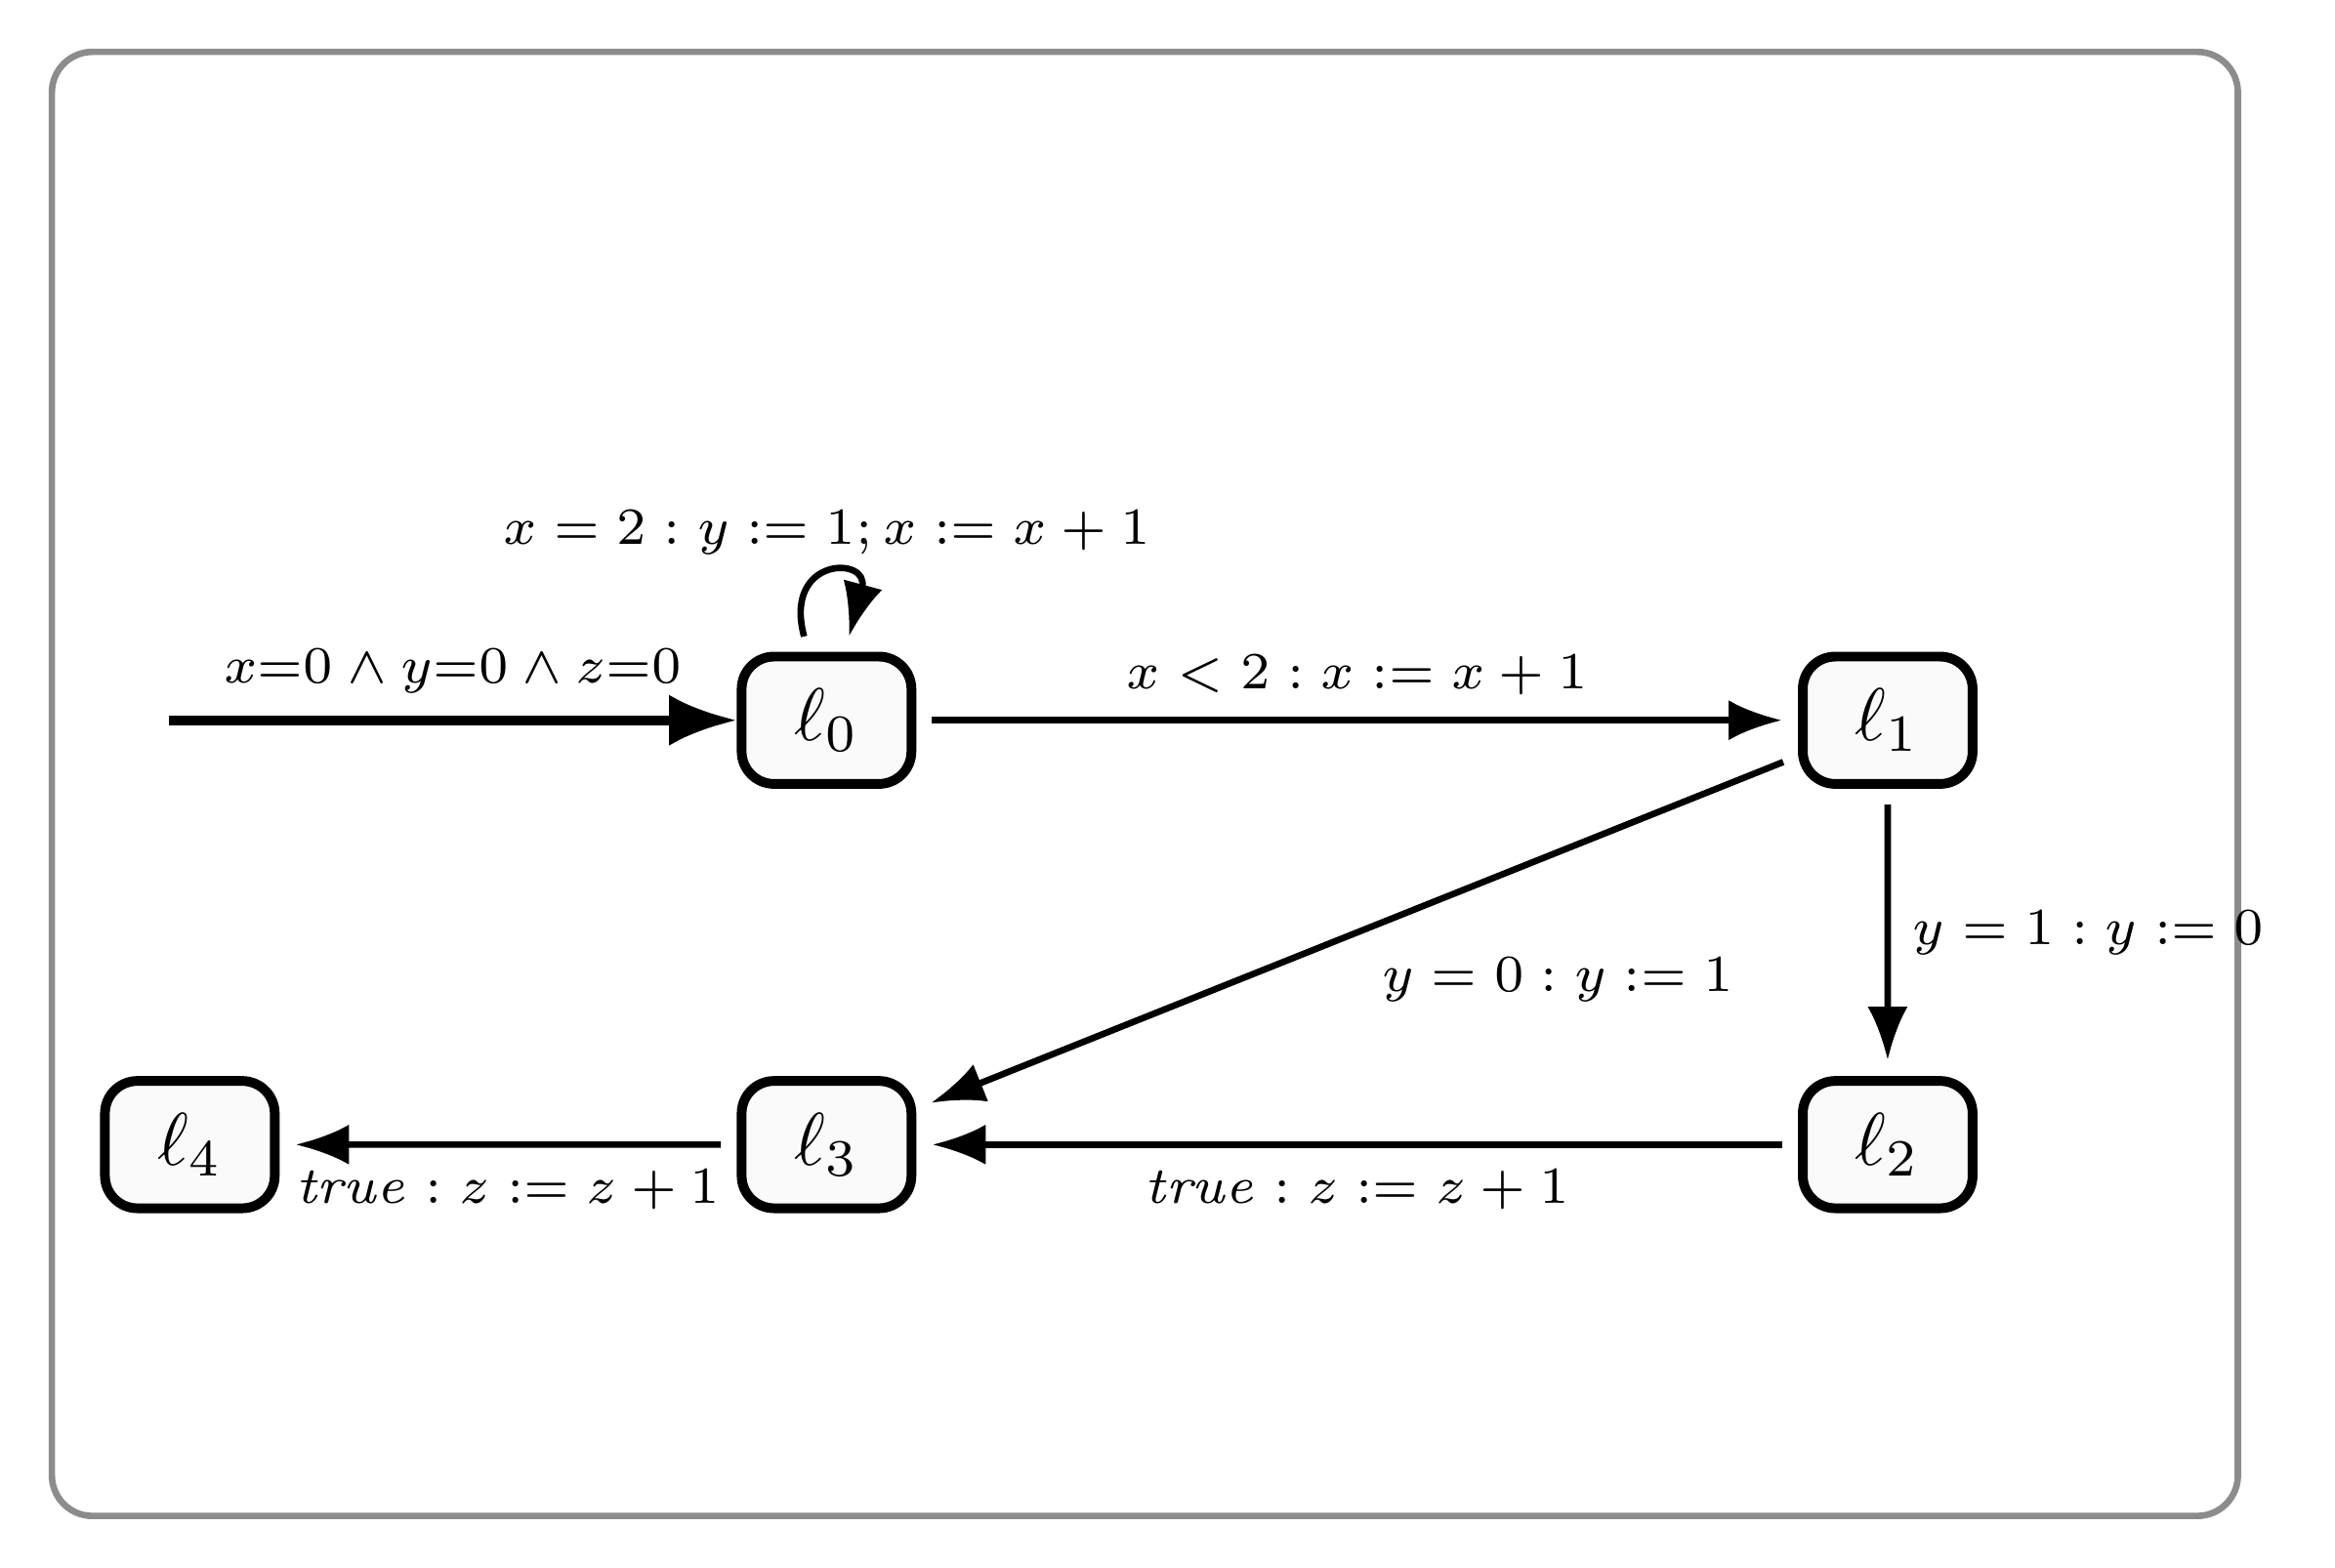 x = 2 : y := 1; x := x + 1
x=0 ∧ y=0 ∧ z=0
x < 2 : x := x + 1
ℓ0
ℓ1
y = 1 : y := 0
y = 0 : y := 1
ℓ4
ℓ3
ℓ2
true : z := z + 1
true : z := z + 1